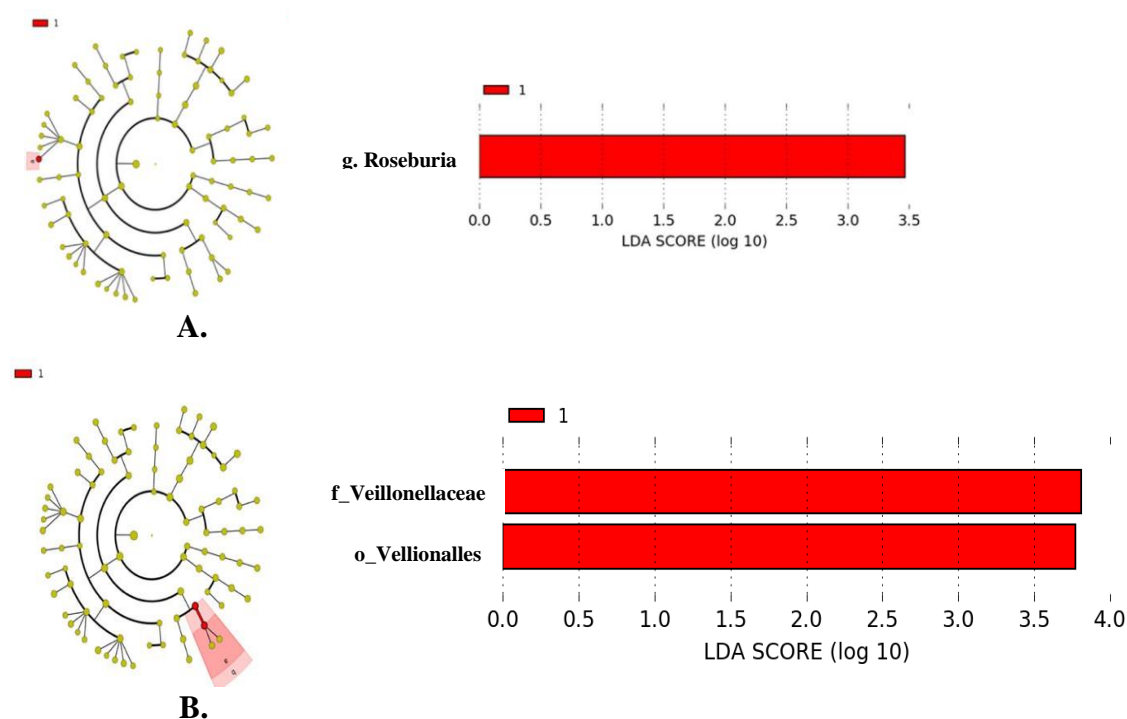 1
1
g. Roseburia
0.0 0.5 1.0 1.5 2.0 2.5 3.0 3.5
LDA SCORE (log 10)
A.
1
1
f_Veillonellaceae
o_Vellionalles
0.0 0.5 1.0 1.5 2.0 2.5 3.0 3.5 4.0
LDA SCORE (log 10)
B.